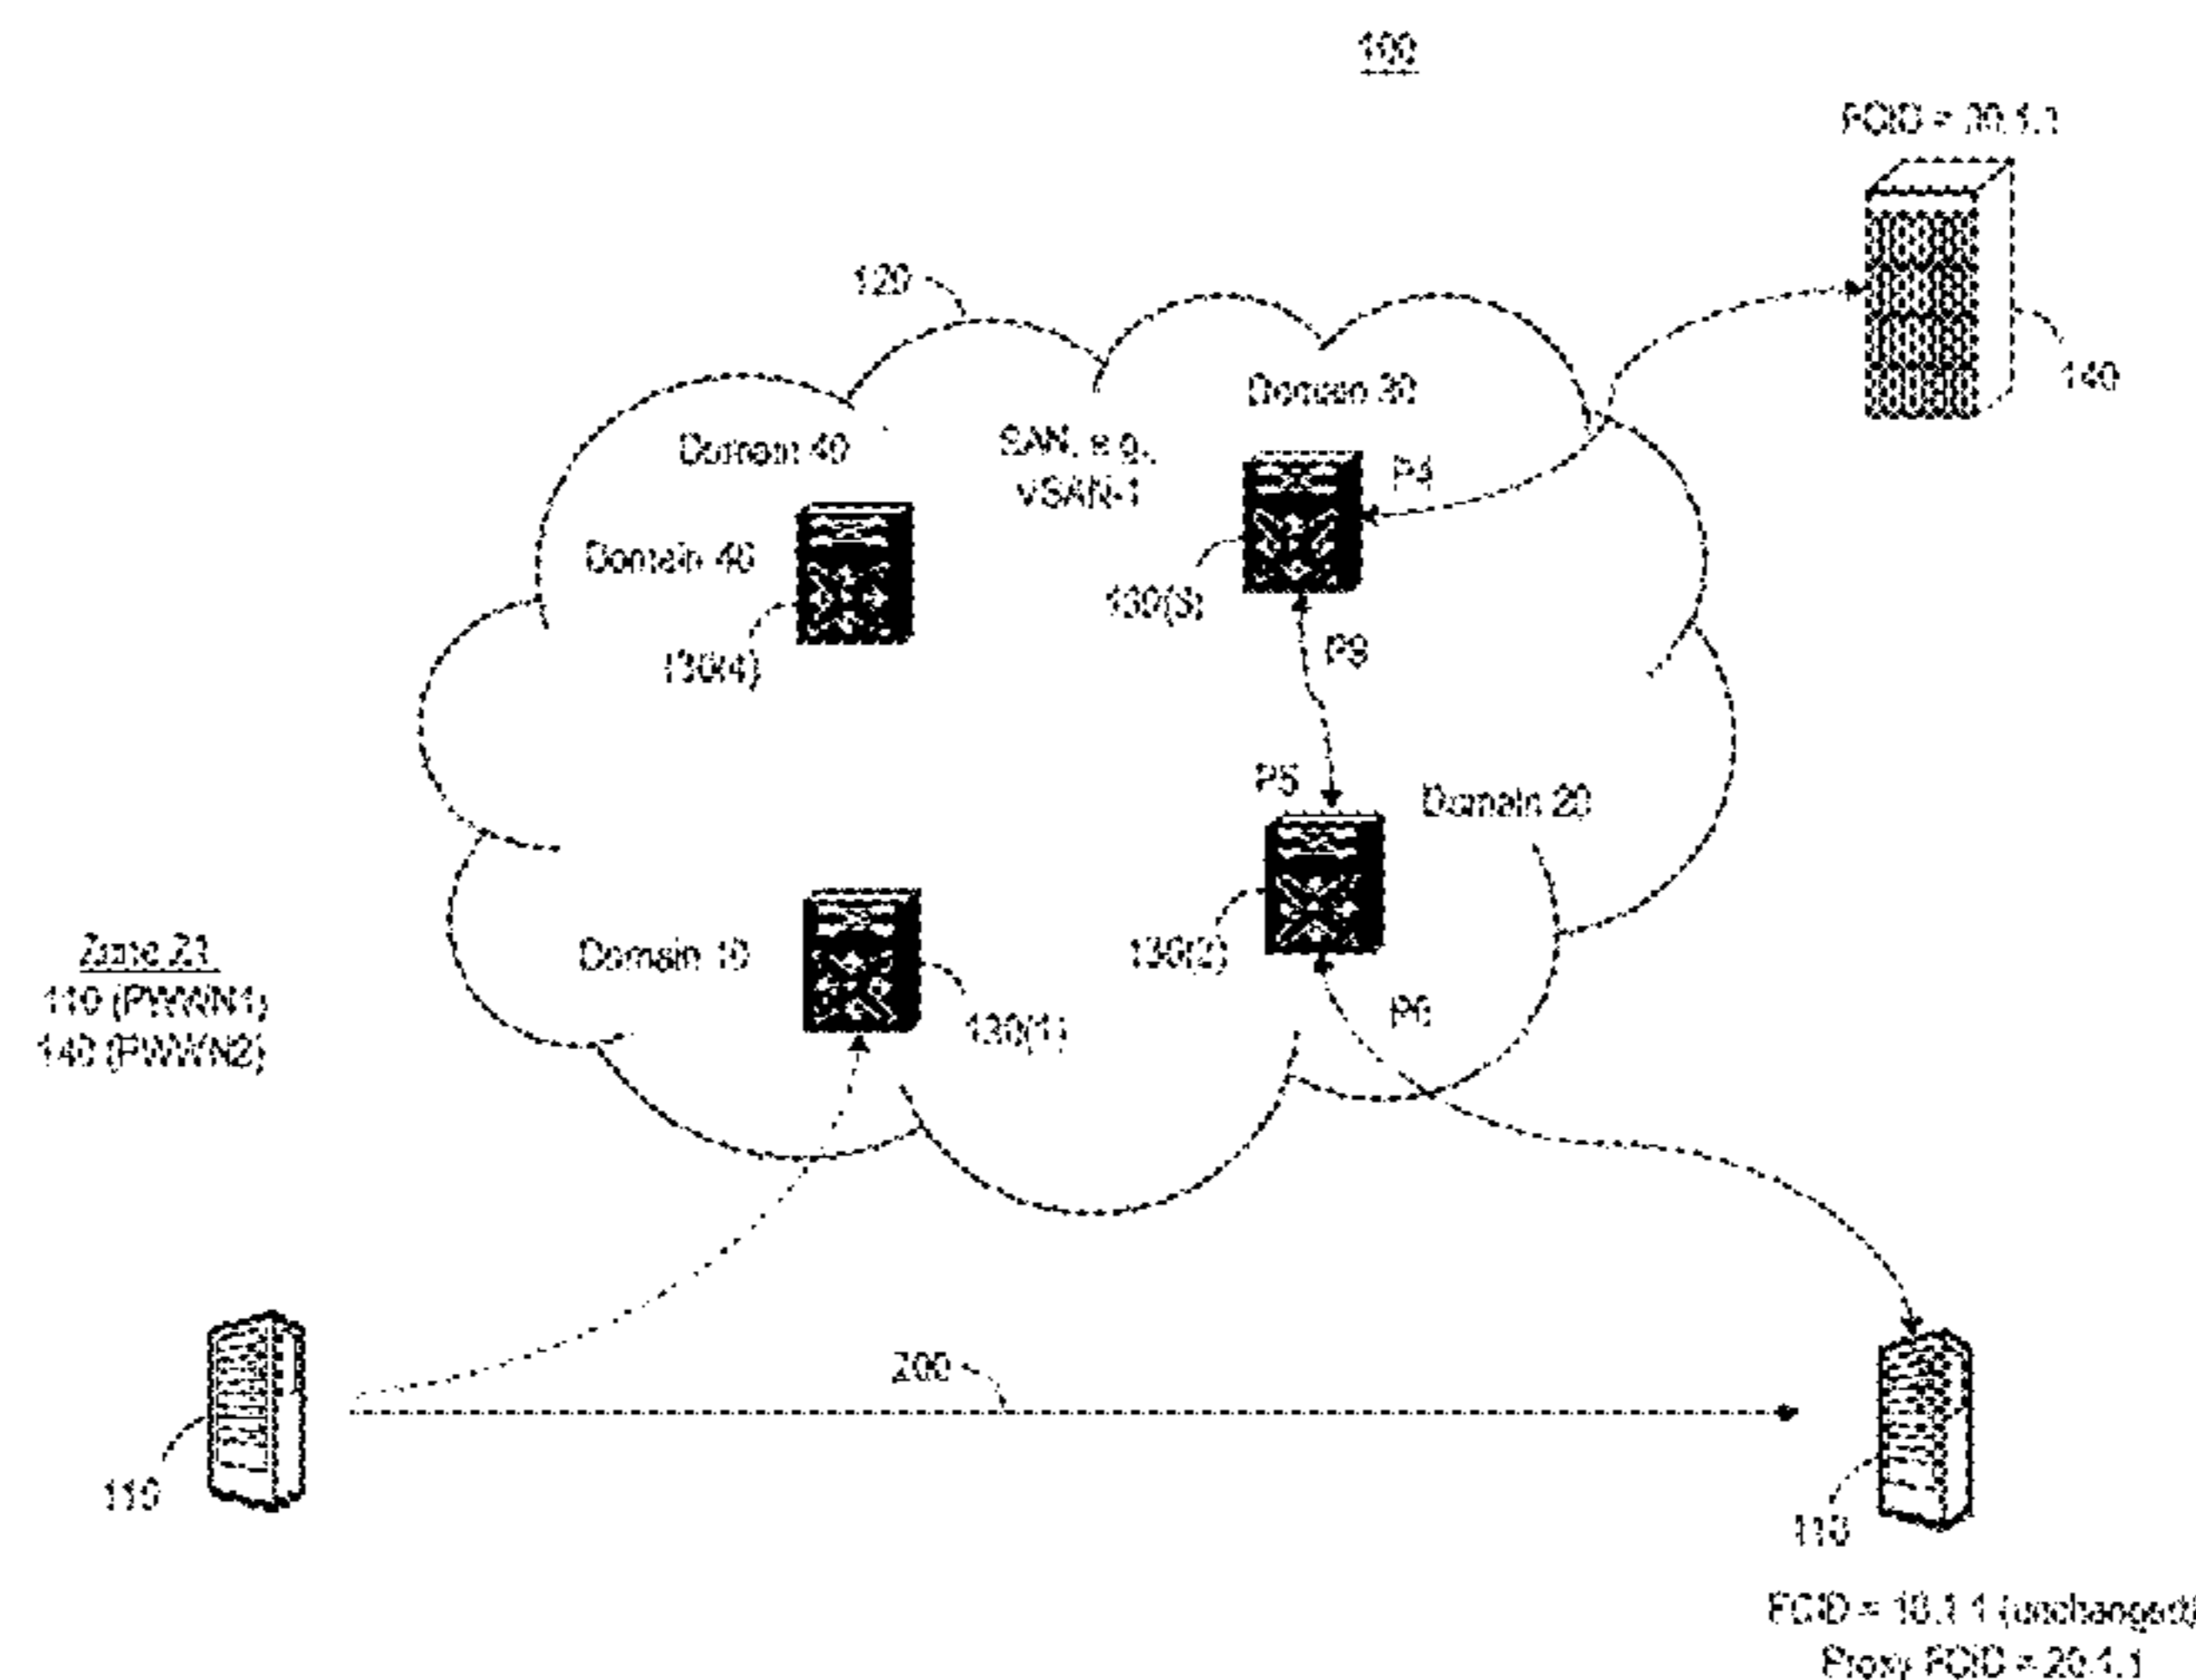 100
FCID = 30.1.1
120
140
Domain 30
Domain 40
SAN, e.g.,
VSAN-1
P4
Domain 40
130(3)
130(4)
P9
P5
Domain 20
Zone 21
110 (PWWN1)
140 (PWWN2)
Domain 10
130(2)
130(1)
P6
200
110
110
FCID = 10.1.1 (unchanged)
Proxy FCID = 20.1.1